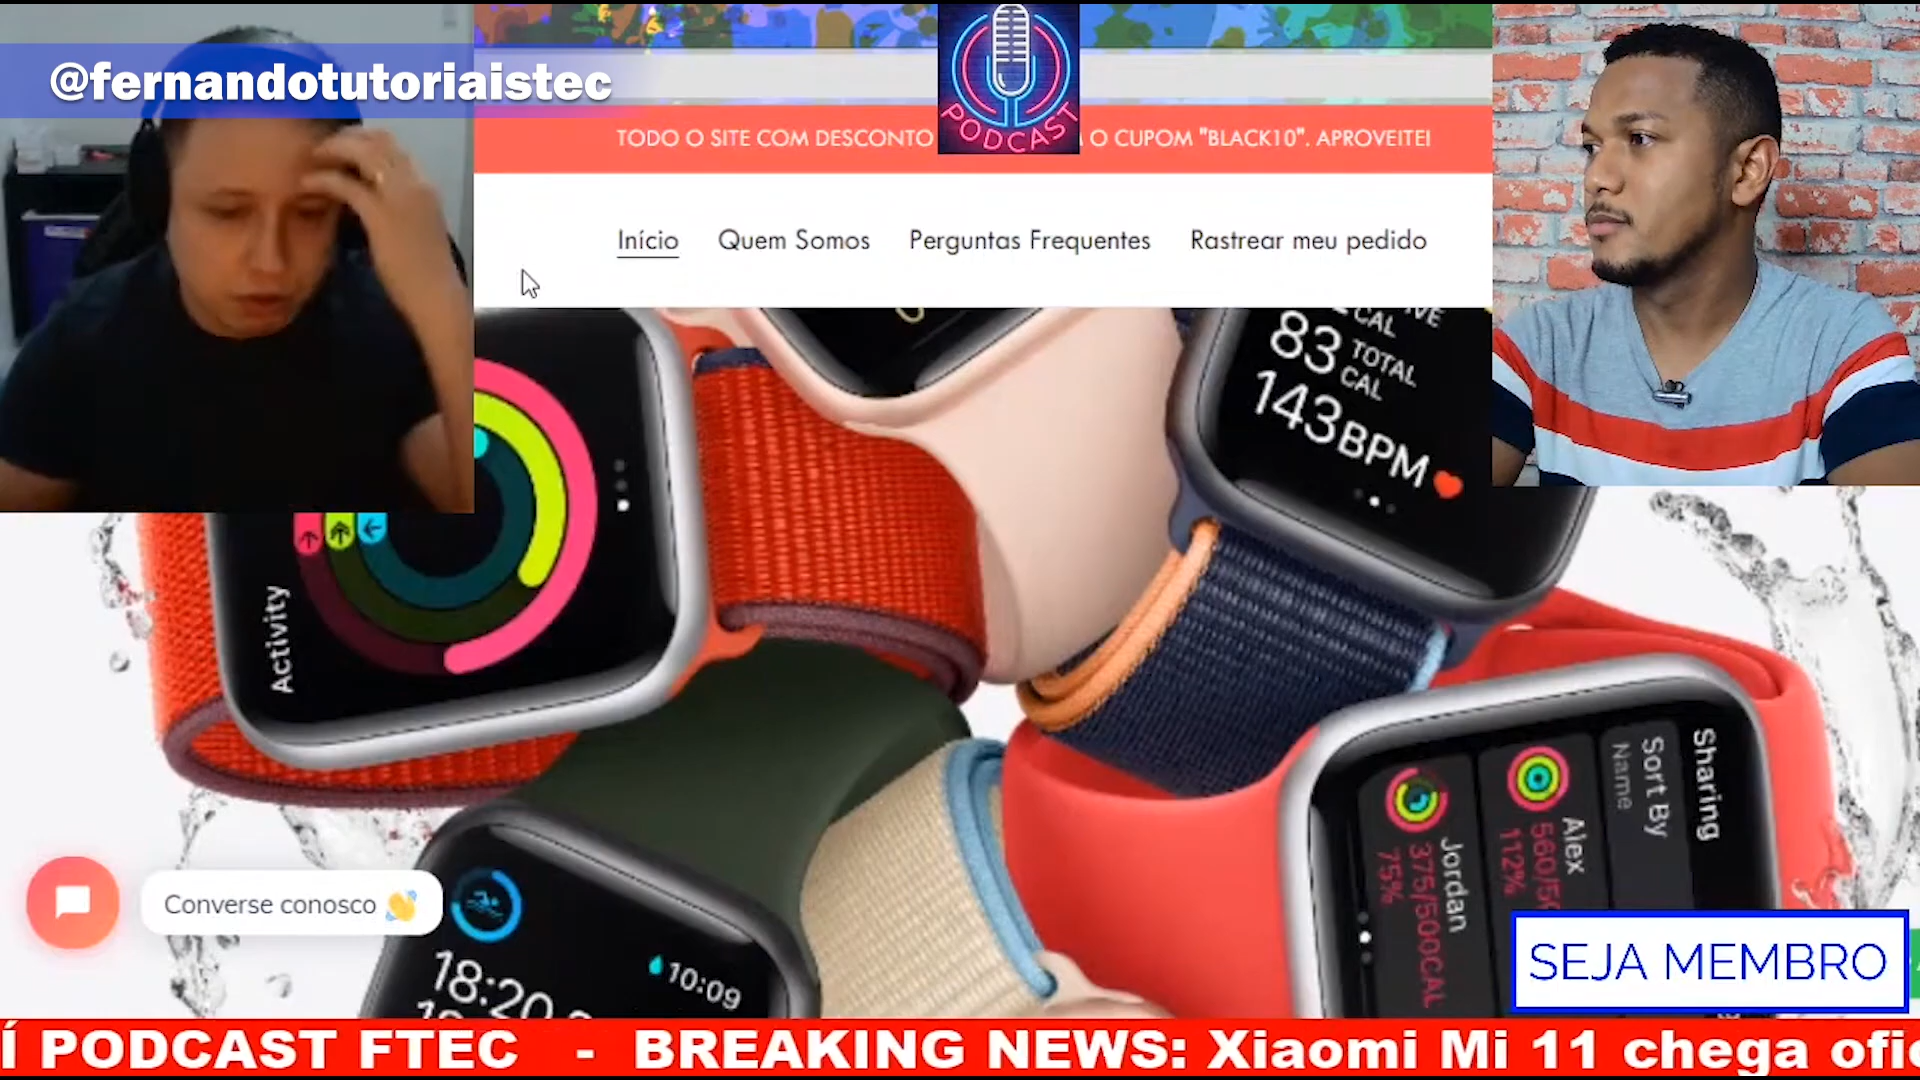 @fernandotutoriaistec
PODCAST
TODO O SITE COM DESCONTO
O CUPOM "BLACK10". APROVEITE!
Início
Quem Somos
Perguntas Frequentes
Rastrear meu pedido
CAL
83 TOTAL
CAL
143BPM
Activity
Sharing
Sort By
Name
Alex
112%
Jordan
375/500CAL
75%
Converse conosco
10:09
18:20
SEJA MEMBRO
PODCAST FTEC - BREAKING NEWS: Xiaomi Mi 11 chega